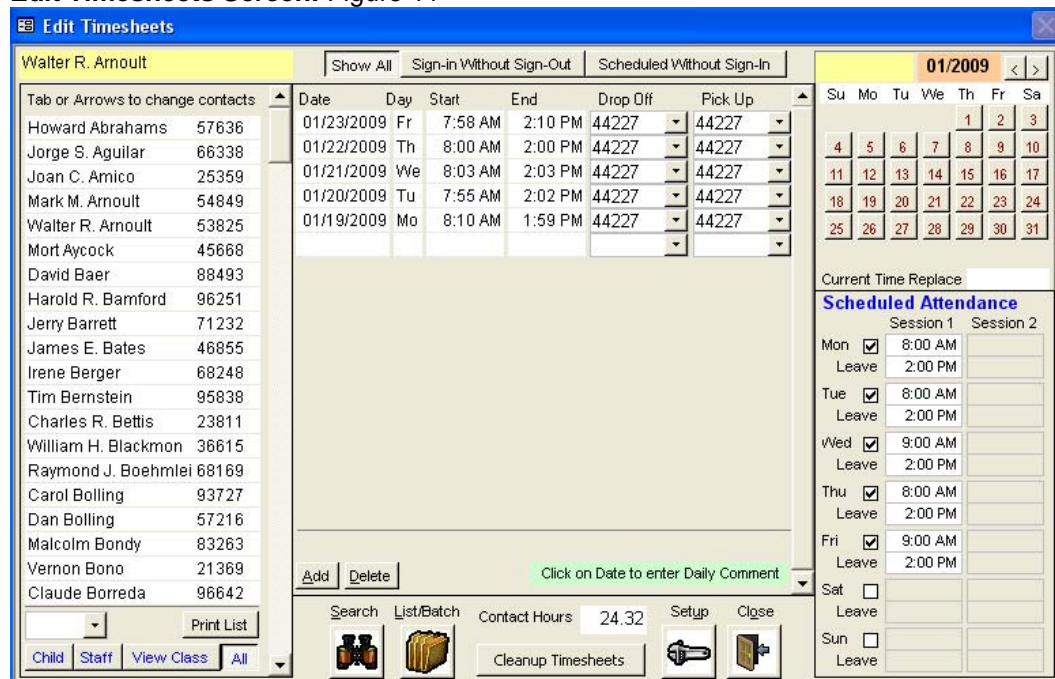 Edit Timesheets
Walter R. Arnoult
Show All Sign-in Without Sign-Out Scheduled Without Sign-In
01/2009 < >
Tab or Arrows to change contacts
Howard Abrahams 57636
Jorge S. Aguilar 66338
Joan C. Amico 25359
Mark M. Arnoult 54849
Walter R. Arnoult 53825
Mort Aycock 45668
David Baer 88493
Harold R. Bamford 96251
Jerry Barrett 71232
James E. Bates 46855
Irene Berger 68248
Tim Bernstein 95838
Charles R. Bettis 23811
William H. Blackmon 36615
Raymond J. Boehmlei 68169
Carol Bolling 93727
Dan Bolling 57216
Malcolm Bondy 83263
Vernon Bono 21369
Claude Borreda 96642
Print List
Child Staff View Class All
Date Day Start End Drop Off Pick Up
01/23/2009 Fr 7:58 AM 2:10 PM 44227 44227
01/22/2009 Th 8:00 AM 2:00 PM 44227 44227
01/21/2009 We 8:03 AM 2:03 PM 44227 44227
01/20/2009 Tu 7:55 AM 2:02 PM 44227 44227
01/19/2009 Mo 8:10 AM 1:59 PM 44227 44227
Add Delete Click on Date to enter Daily Comment
Search List/Batch Contact Hours 24.32 Setup Close
Cleanup Timesheets
Su Mo Tu We Th Fr Sa
1 2 3
4 5 6 7 8 9 10
11 12 13 14 15 16 17
18 19 20 21 22 23 24
25 26 27 28 29 30 31
Current Time Replace
Scheduled Attendance
Session 1 Session 2
Mon 8:00 AM
Leave 2:00 PM
Tue 8:00 AM
Leave 2:00 PM
Wed 9:00 AM
Leave 2:00 PM
Thu 8:00 AM
Leave 2:00 PM
Fri 9:00 AM
Leave 2:00 PM
Sat
Leave
Sun
Leave